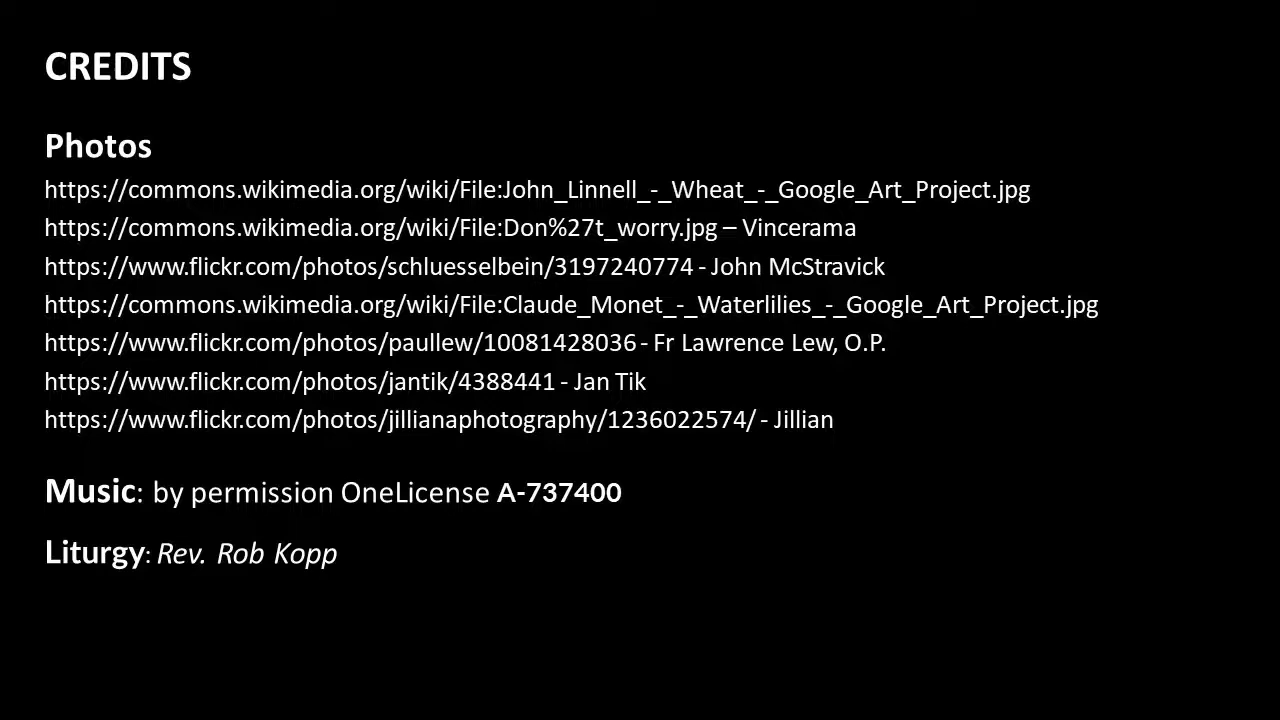 CREDITS
Photos
https://commons.wikimedia.org/wiki/File:John_Linnell_-_Wheat_-_Google_Art_Project.jpg
https://commons.wikimedia.org/wiki/File:Don%27t_worry.jpg – Vincerama
https://www.flickr.com/photos/schluesselbein/3197240774 - John McStravick
https://commons.wikimedia.org/wiki/File:Claude_Monet_-_Waterlilies_-_Google_Art_Project.jpg
https://www.flickr.com/photos/paullew/10081428036 - Fr Lawrence Lew, O.P.
https://www.flickr.com/photos/jantik/4388441 - Jan Tik
https://www.flickr.com/photos/jillianaphotography/1236022574/ - Jillian
Music: by permission OneLicense A-737400
Liturgy: Rev. Rob Kopp